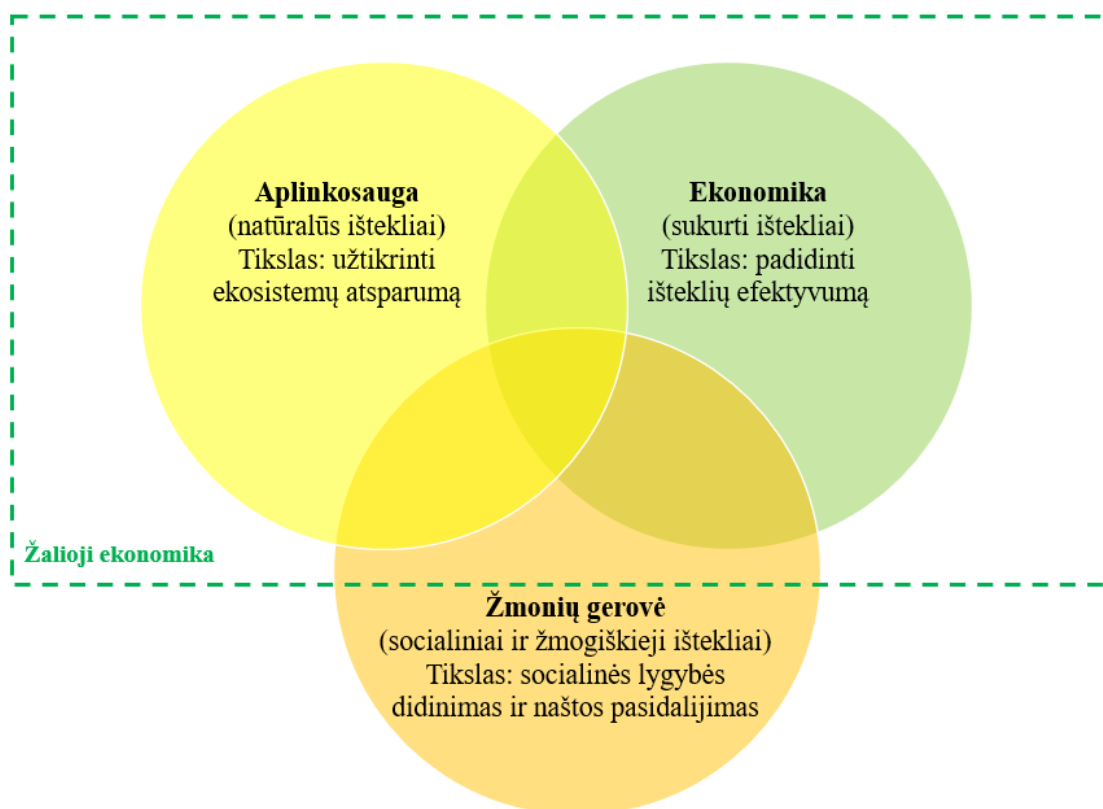 Aplinkosauga
(natūralūs ištekliai)
Tikslas: užtikrinti
ekosistemų atsparumą
Ekonomika
(sukurti ištekliai)
Tikslas: padidinti
išteklių efektyvumą
Žalioji ekonomika
Žmonių gerovė
(socialiniai ir žmogiškieji ištekliai)
Tikslas: socialinės lygybės
didinimas ir naštos pasidalijimas